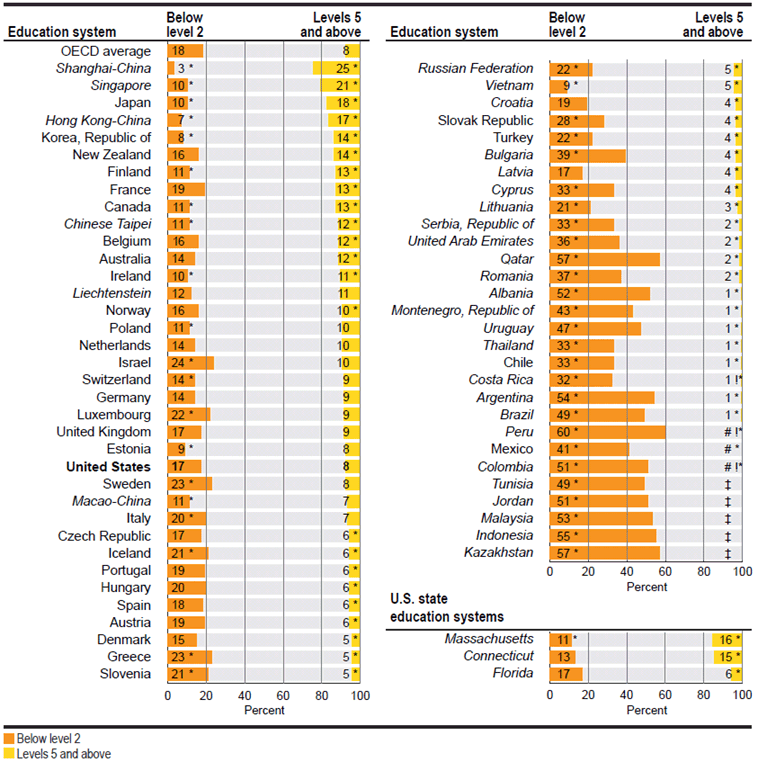 Education system Below level 2 Levels 5 and above
OECD average 18 8
Shanghai-China 3 * 25 *
Singapore 10 * 21 *
Japan 10 * 18 *
Hong Kong-China 7 * 17 *
Korea, Republic of 8 * 14 *
New Zealand 16 14 *
Finland 11 * 13 *
France 19 13 *
Canada 11 * 13 *
Chinese Taipei 11 * 12 *
Belgium 16 12 *
Australia 14 12 *
Ireland 10 * 11 *
Liechtenstein 12 11
Norway 16 10 *
Poland 11 * 10
Netherlands 14 10
Israel 24 * 10
Switzerland 14 * 9
Germany 14 9
Luxembourg 22 * 9
United Kingdom 17 9
Estonia 9 * 8
United States 17 8
Sweden 23 * 8
Macao-China 11 * 7
Italy 20 * 7
Czech Republic 17 6 *
Iceland 21 * 6 *
Portugal 19 6 *
Hungary 20 6 *
Spain 18 6 *
Austria 19 6 *
Denmark 15 5 *
Greece 23 * 5 *
Slovenia 21 * 5 *
0 20 40 60 80 100
Percent
Education system Below level 2 Levels 5 and above
Russian Federation 22 * 5 *
Vietnam 9 * 5 *
Croatia 19 4 *
Slovak Republic 28 * 4 *
Turkey 22 * 4 *
Bulgaria 39 * 4 *
Latvia 17 4 *
Cyprus 33 * 4 *
Lithuania 21 * 3 *
Serbia, Republic of 33 * 2 *
United Arab Emirates 36 * 2 *
Qatar 57 * 2 *
Romania 37 * 2 *
Albania 52 * 1 *
Montenegro, Republic of 43 * 1 *
Uruguay 47 * 1 *
Thailand 33 * 1 *
Chile 33 * 1 *
Costa Rica 32 * 1 !*
Argentina 54 * 1 *
Brazil 49 * 1 *
Peru 60 * # !*
Mexico 41 * # *
Colombia 51 * # !*
Tunisia 49 * ‡
Jordan 51 * ‡
Malaysia 53 * ‡
Indonesia 55 * ‡
Kazakhstan 57 * ‡
0 20 40 60 80 100
Percent
U.S. state
education systems
Massachusetts 11 * 16 *
Connecticut 13 15 *
Florida 17 6 *
0 20 40 60 80 100
Percent
Below level 2
Levels 5 and above